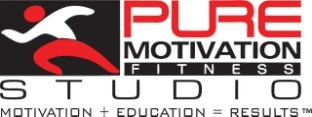 PURE
MOTIVATION
FITNESS
STUDIO
MOTIVATION + EDUCATION = RESULTS™